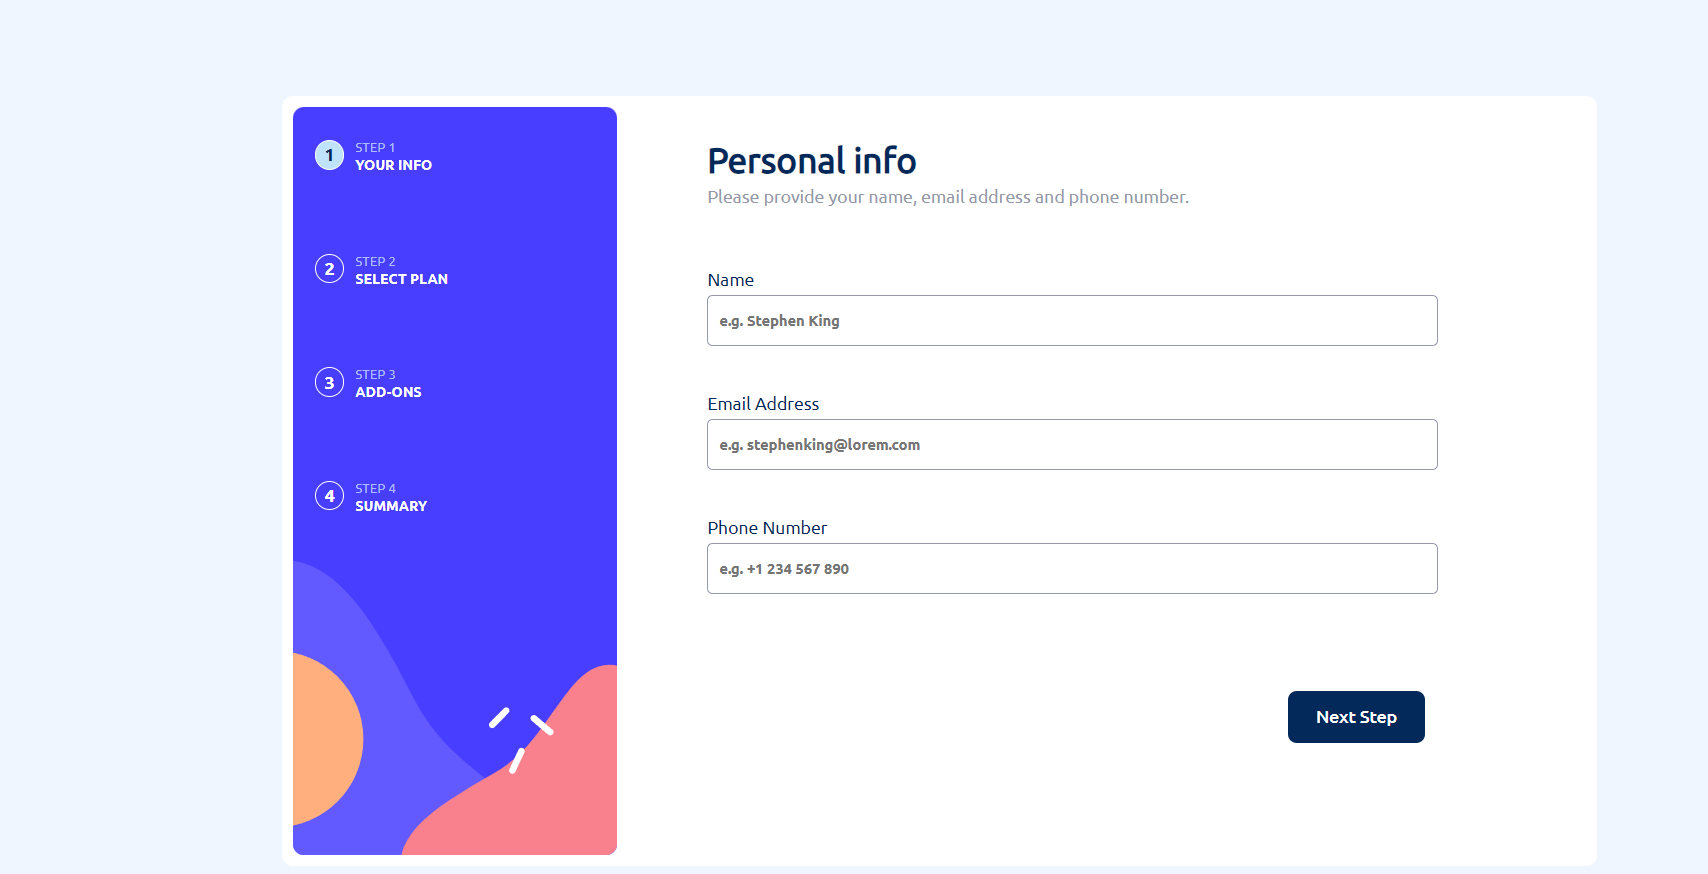 1
STEP 1
YOUR INFO
2
STEP 2
SELECT PLAN
3
STEP 3
ADD-ONS
4
STEP 4
SUMMARY
Personal info
Please provide your name, email address and phone number.
Name
e.g. Stephen King
Email Address
e.g. stephenking@lorem.com
Phone Number
e.g. +1 234 567 890
Next Step